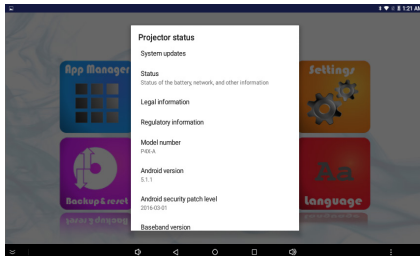 1:21 AM
App Manager
Settings
Projector status
System updates
Status
Status of the battery, network, and other information
Legal information
Regulatory information
Model number
P4X-A
Android version
5.1.1
Android security patch level
2016-03-01
Baseband version
Backup & reset
Language